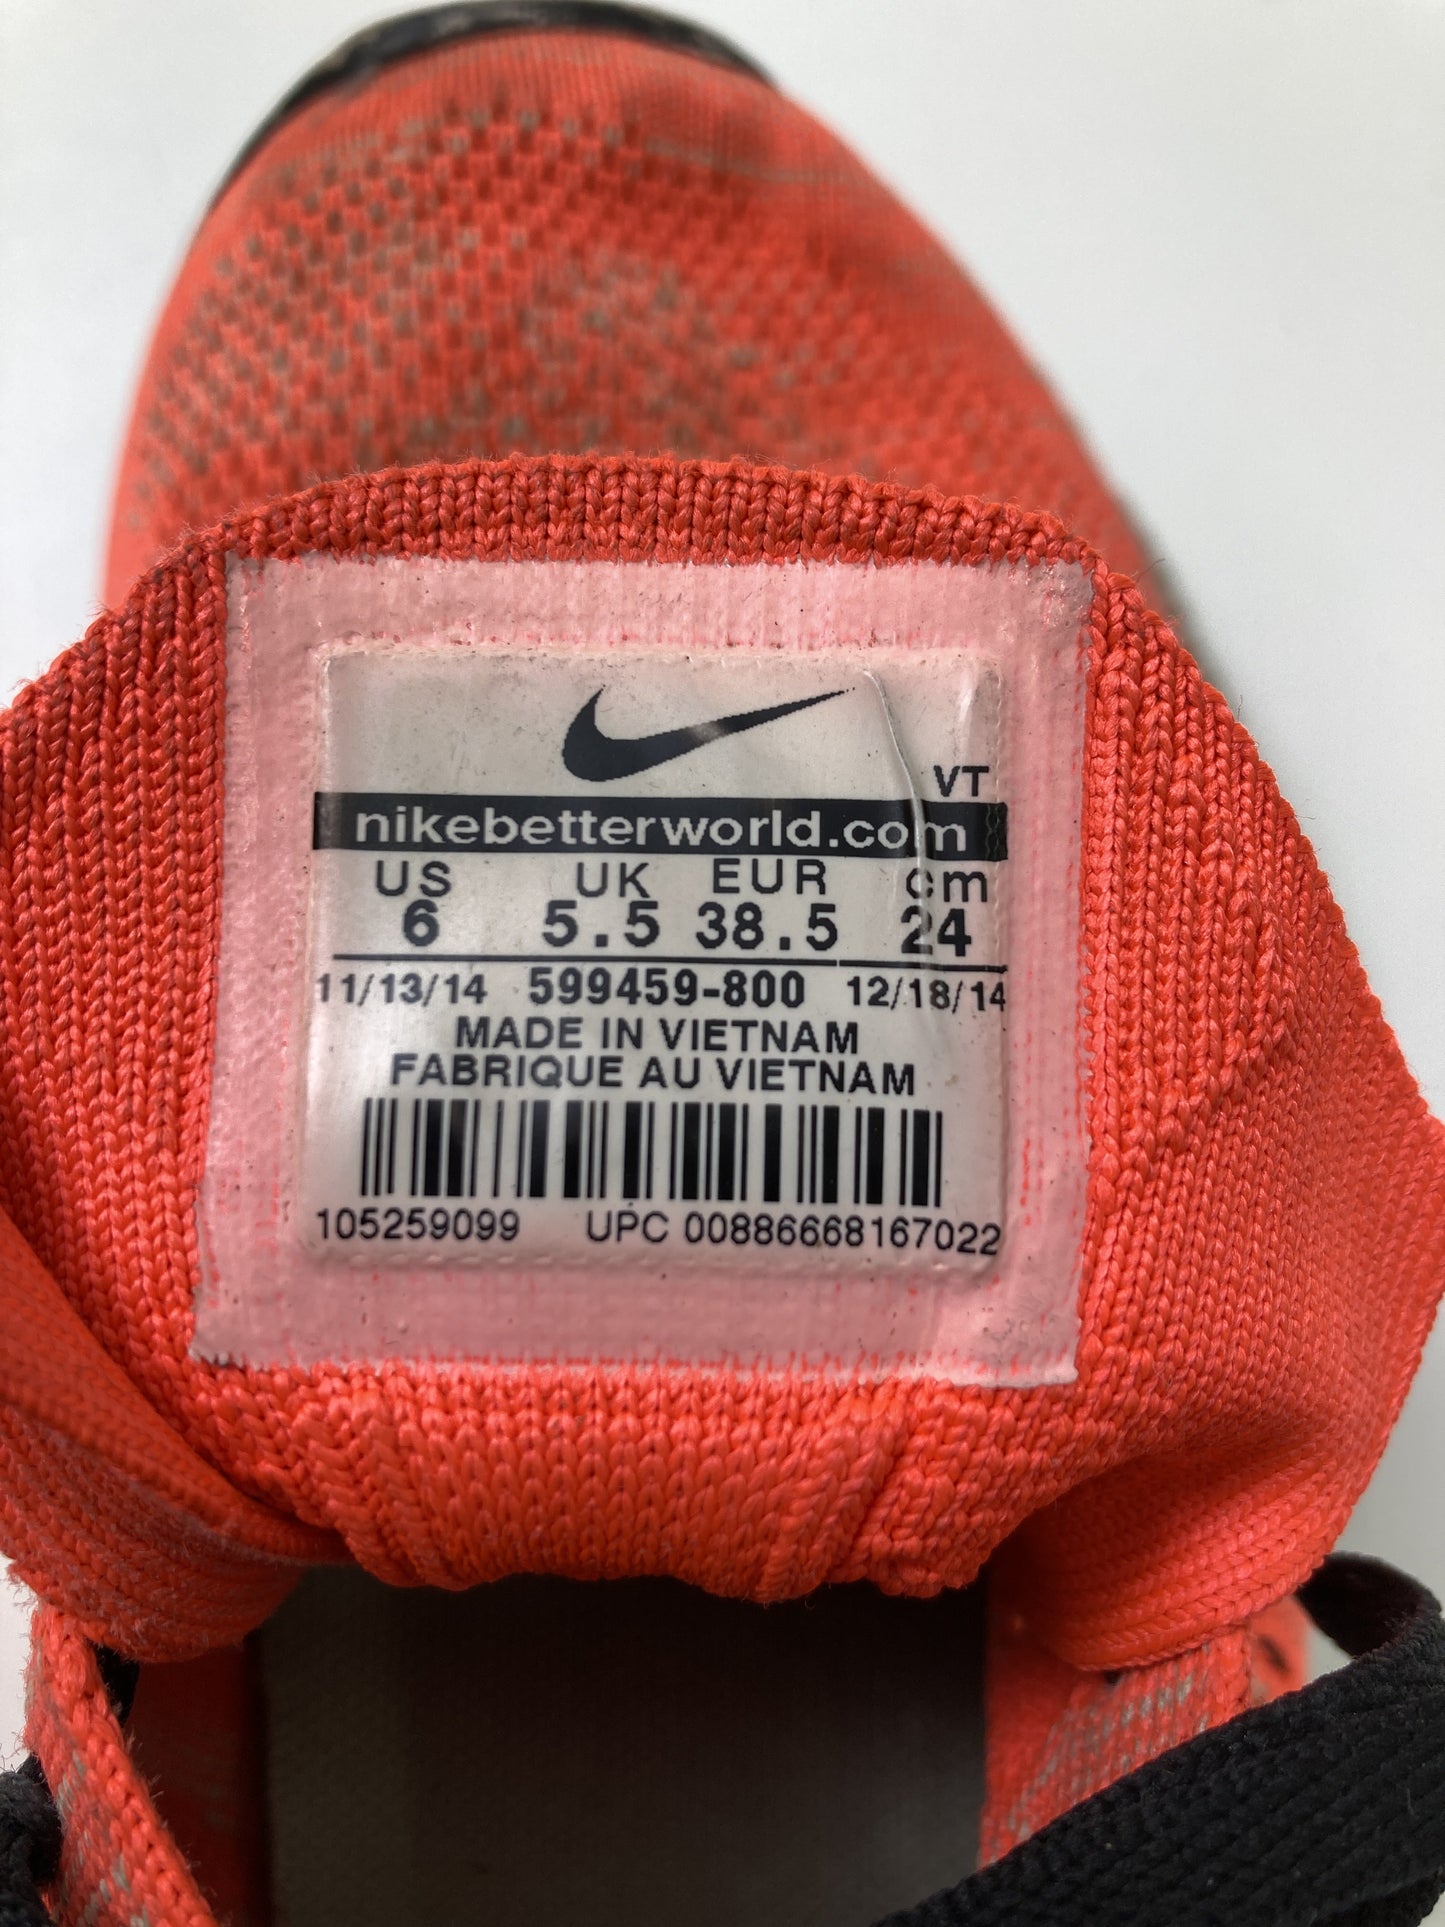 VT
nikebetterworld.com
US UK EUR cm
6 5.5 38.5 24
11/13/14 599459-800 12/18/14
MADE IN VIETNAM
FABRIQUE AU VIETNAM
105259099 UPC 00886668167022